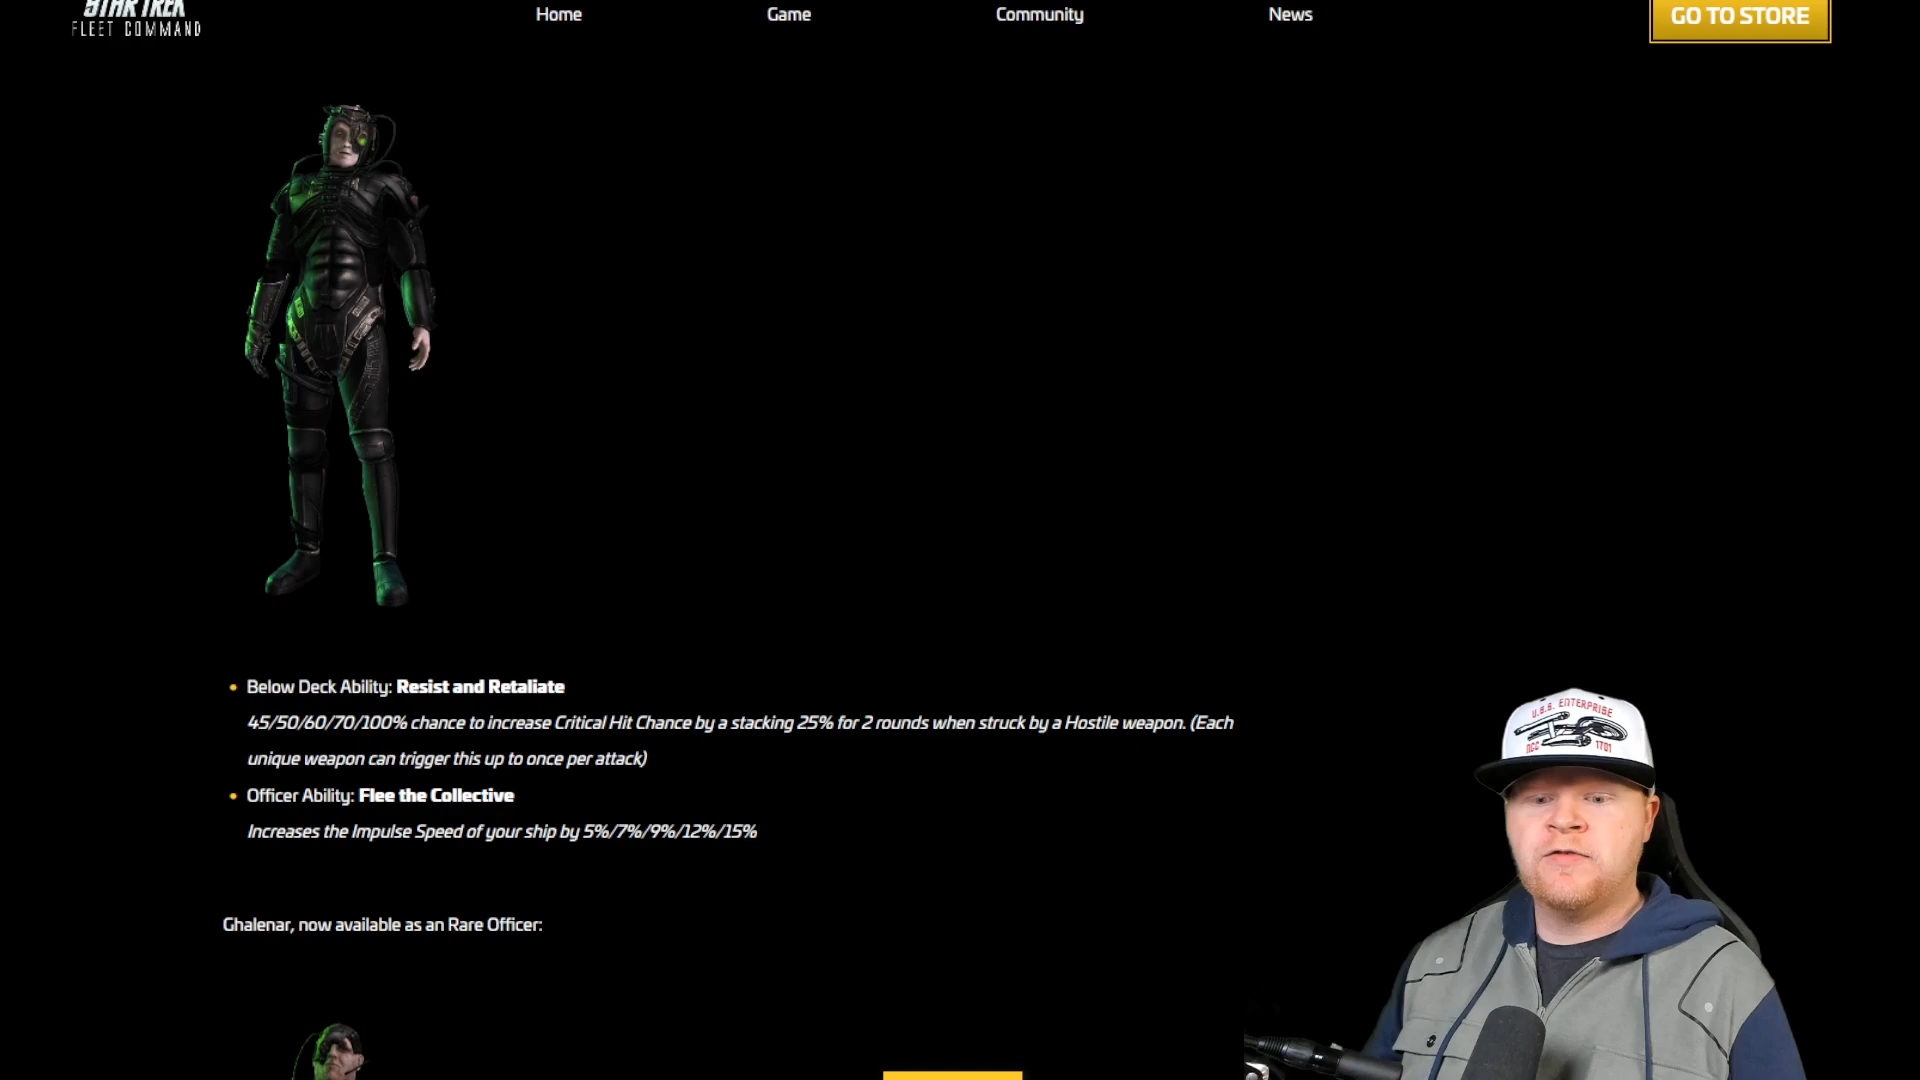 STAR TREK
FLEET COMMAND
Home
Game
Community
News
GO TO STORE
Below Deck Ability: Resist and Retaliate
45/50/60/70/100% chance to increase Critical Hit Chance by a stacking 25% for 2 rounds when struck by a Hostile weapon. (Each
unique weapon can trigger this up to once per attack)
Officer Ability: Flee the Collective
Increases the Impulse Speed of your ship by 5%/7%/9%/12%/15%
Ghalenar, now available as an Rare Officer:
U.S.S. ENTERPRISE
NCC 1701